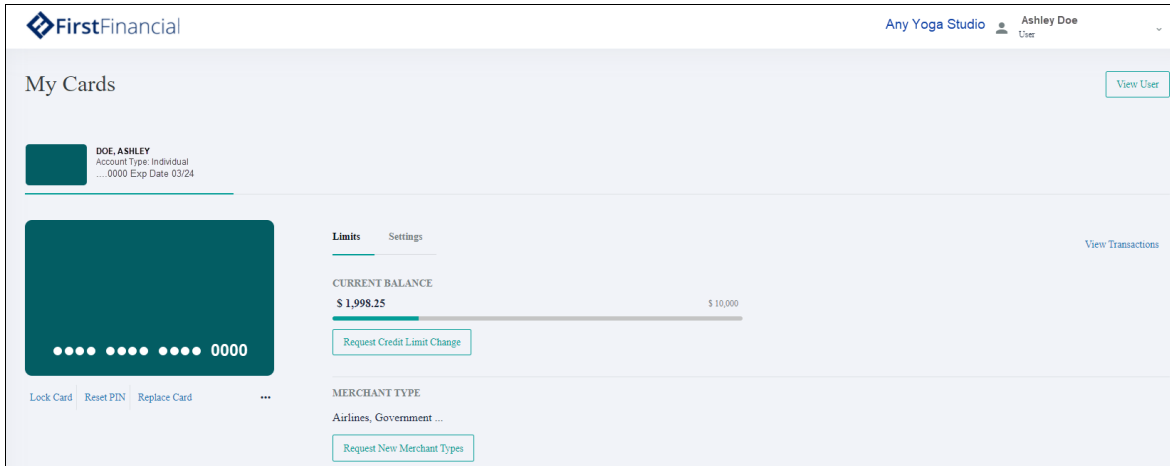 FirstFinancial
Any Yoga Studio
Ashley Doe
User
My Cards
View User
DOE, ASHLEY
Account Type: Individual
....0000 Exp Date 03/24
●●●● ●●●● ●●●● 0000
Lock Card
Reset PIN
Replace Card
...
Limits
Settings
View Transactions
CURRENT BALANCE
$ 1,998.25
$ 10,000
Request Credit Limit Change
MERCHANT TYPE
Airlines, Government ...
Request New Merchant Types